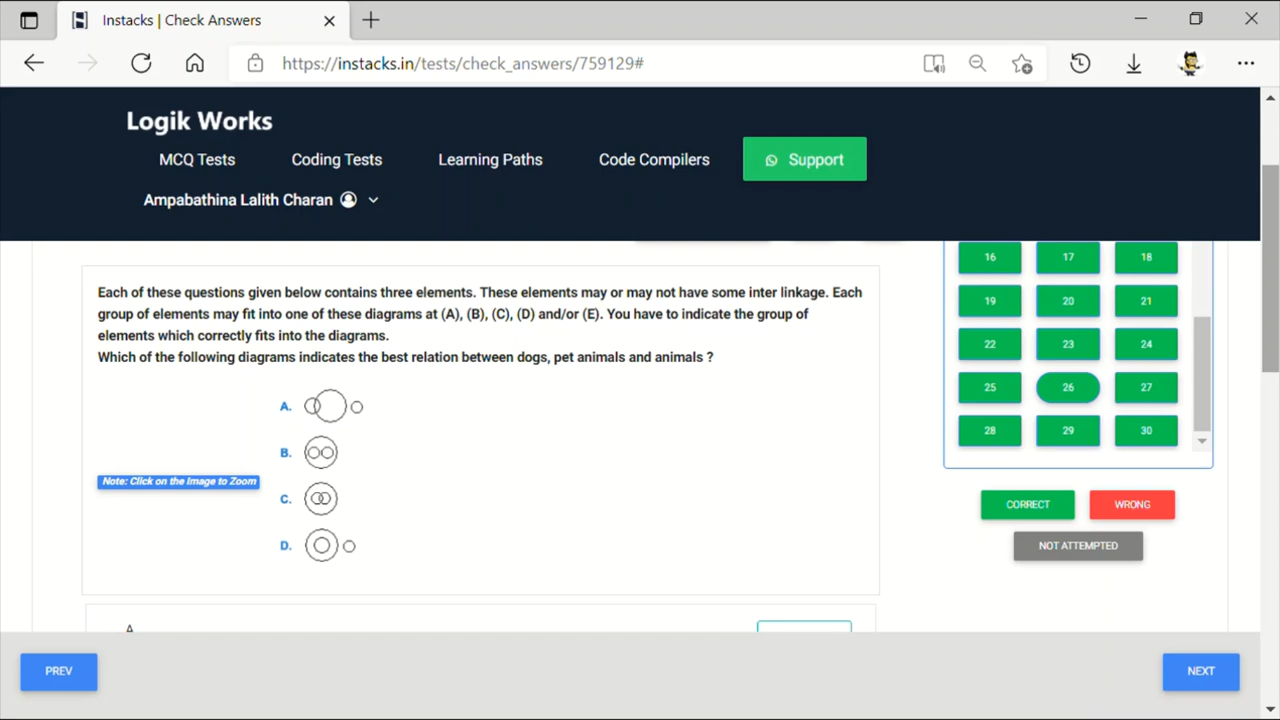 Instacks | Check Answers
https://instacks.in/tests/check_answers/759129#
Logik Works
MCQ Tests Coding Tests Learning Paths Code Compilers Support
Ampabathina Lalith Charan
Each of these questions given below contains three elements. These elements may or may not have some inter linkage. Each
group of elements may fit into one of these diagrams at (A), (B), (C), (D) and/or (E). You have to indicate the group of
elements which correctly fits into the diagrams.
Which of the following diagrams indicates the best relation between dogs, pet animals and animals ?
A.
B.
Note: Click on the Image to Zoom
C.
D.
A
16 17 18
19 20 21
22 23 24
25 26 27
28 29 30
CORRECT WRONG
NOT ATTEMPTED
PREV NEXT